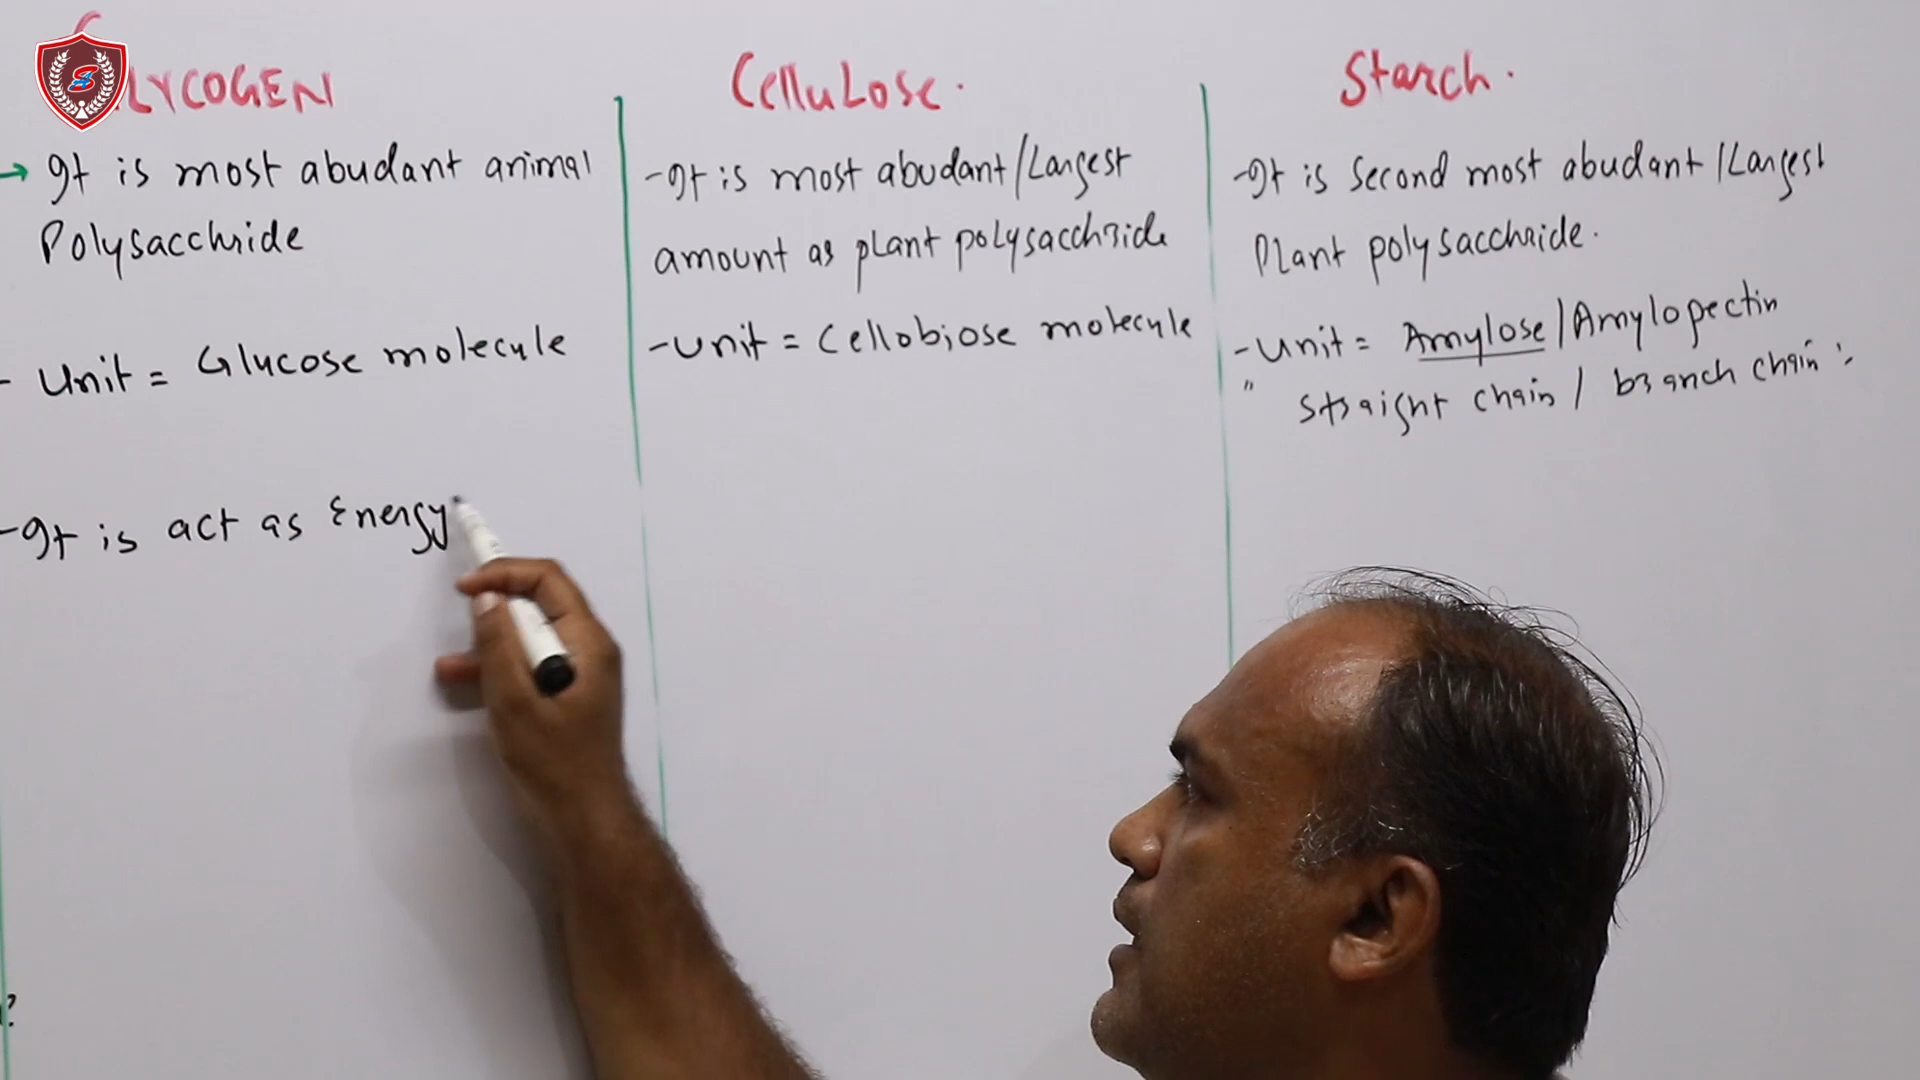 GLYCOGEN
→ It is most abudant animal
Polysacchride
- Unit = Glucose molecule
- It is act as Energy
Cellulose.
- It is most abudant/Largest
amount as plant polysacchride
- unit = Cellobiose molecule
Starch.
- It is second most abudant/Largest
Plant polysacchride.
- Unit = Amylose/Amylopectin
" straight chain / branch chain "
?